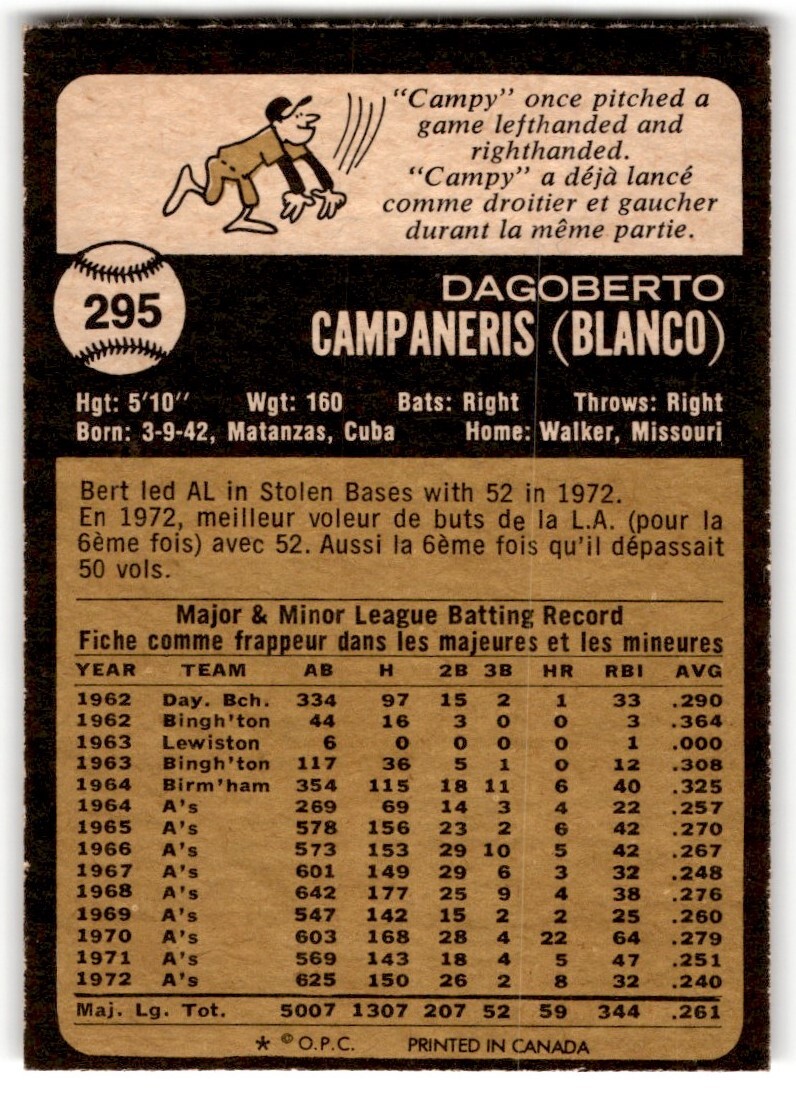 "Campy" once pitched a
game lefthanded and
righthanded.
"Campy" a déjà lancé
comme droitier et gaucher
durant la même partie.
295
DAGOBERTO
CAMPANERIS (BLANCO)
Hgt: 5'10" Wgt: 160 Bats: Right Throws: Right
Born: 3-9-42, Matanzas, Cuba Home: Walker, Missouri
Bert led AL in Stolen Bases with 52 in 1972.
En 1972, meilleur voleur de buts de la L.A. (pour la
6ème fois) avec 52. Aussi la 6ème fois qu'il dépassait
50 vols.
Major & Minor League Batting Record
Fiche comme frappeur dans les majeures et les mineures
YEAR TEAM AB H 2B 3B HR RBI AVG
1962 Day. Bch. 334 97 15 2 1 33 .290
1962 Bingh'ton 44 16 3 0 0 3 .364
1963 Lewiston 6 0 0 0 0 1 .000
1963 Bingh'ton 117 36 5 1 0 12 .308
1964 Birm'ham 354 115 18 11 6 40 .325
1964 A's 269 69 14 3 4 22 .257
1965 A's 578 156 23 2 6 42 .270
1966 A's 573 153 29 10 5 42 .267
1967 A's 601 149 29 6 3 32 .248
1968 A's 642 177 25 9 4 38 .276
1969 A's 547 142 15 2 2 25 .260
1970 A's 603 168 28 4 22 64 .279
1971 A's 569 143 18 4 5 47 .251
1972 A's 625 150 26 2 8 32 .240
Maj. Lg. Tot. 5007 1307 207 52 59 344 .261
* © O.P.C. PRINTED IN CANADA